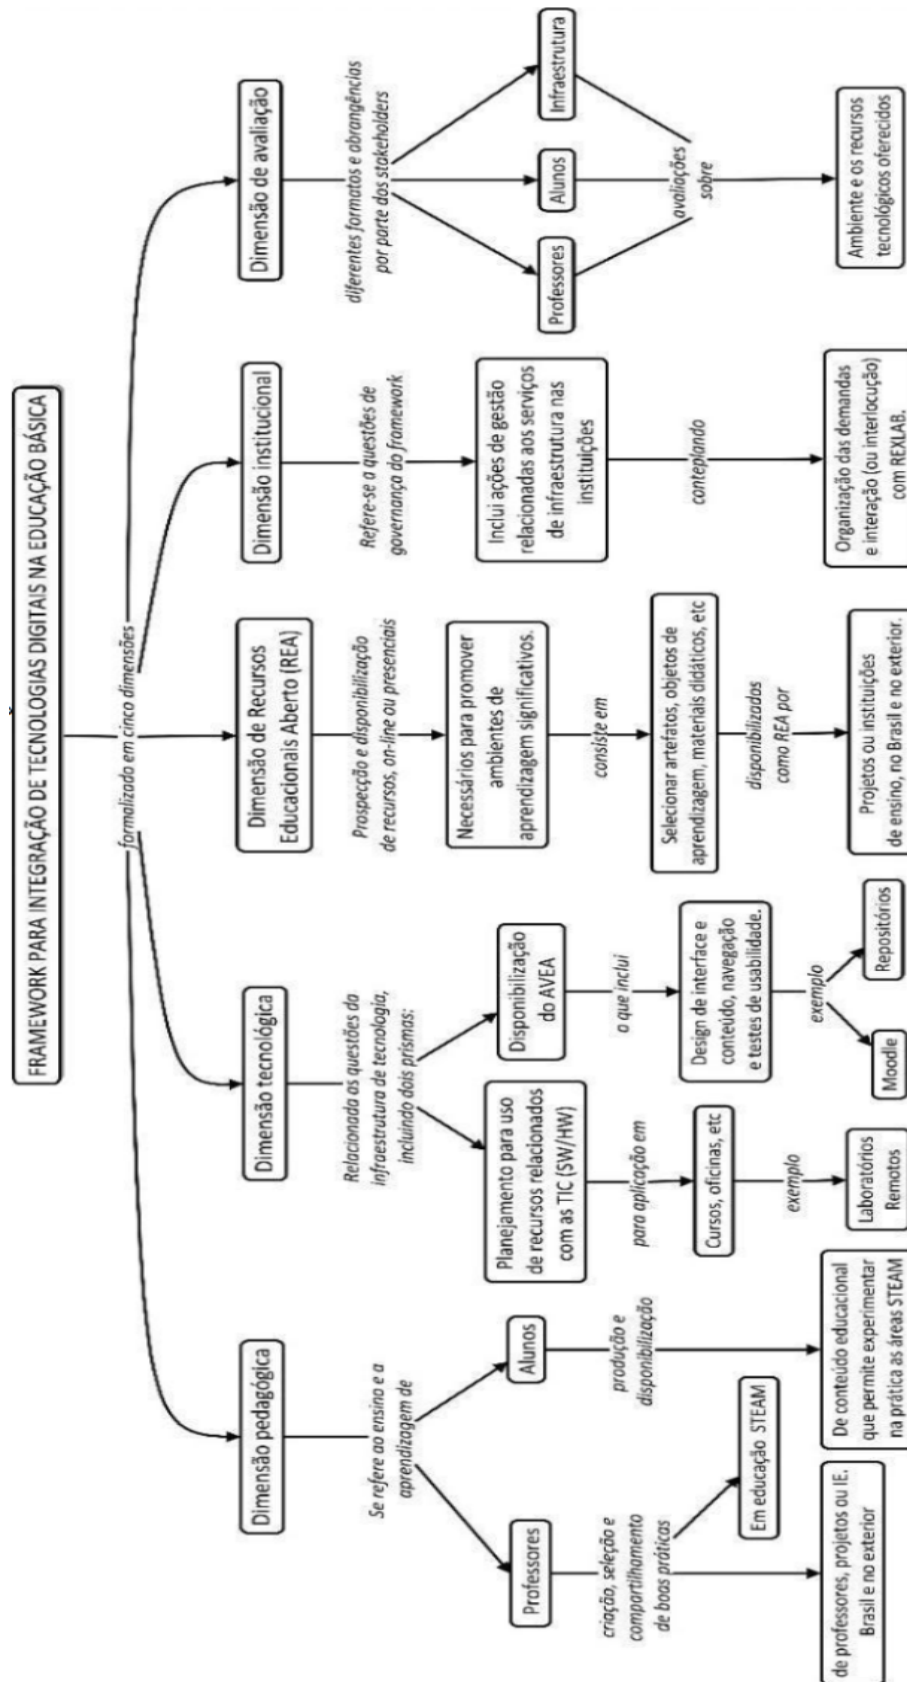 FRAMEWORK PARA INTEGRAÇÃO DE TECNOLOGIAS DIGITAIS NA EDUCAÇÃO BÁSICA
formalizado em cinco dimensões
Dimensão pedagógica
Se refere ao ensino e a
aprendizagem de
Professores
criação, seleção e
compartilhamento
de boas práticas
de professores, projetos ou IE,
Brasil e no exterior
Em educação STEAM
Alunos
produção e
disponibilização
De conteúdo educacional
que permite experimentar
na prática as áreas STEAM
Dimensão tecnológica
Relacionada as questões da
infraestrutura de tecnologia,
incluindo dois prismas:
Planejamento para uso
de recursos relacionados
com as TIC (SW/HW)
para aplicação em
Cursos, oficinas, etc
exemplo
Laboratórios
Remotos
Disponibilização
do AVEA
o que inclui
Design de interface e
conteúdo, navegação
e testes de usabilidade.
exemplo
Moodle
Repositórios
Dimensão de Recursos
Educacionais Aberto (REA)
Prospecção e disponibilização
de recursos, on-line ou presenciais
Necessários para promover
ambientes de
aprendizagem significativos.
consiste em
Selecionar artefatos, objetos de
aprendizagem, materiais didáticos, etc
disponibilizados
como REA por
Projetos ou instituições
de ensino, no Brasil e no exterior.
Dimensão institucional
Refere-se a questões de
governança do framework
Inclui ações de gestão
relacionadas aos serviços
de infraestrutura nas
instituições
conteplando
Organização das demandas
e interação (ou interlocução)
com REXLAB.
Dimensão de avaliação
diferentes formatos e abrangências
por parte dos stakeholders
Professores
Alunos
Infraestrutura
avaliações
sobre
Ambiente e os recursos
tecnológicos oferecidos